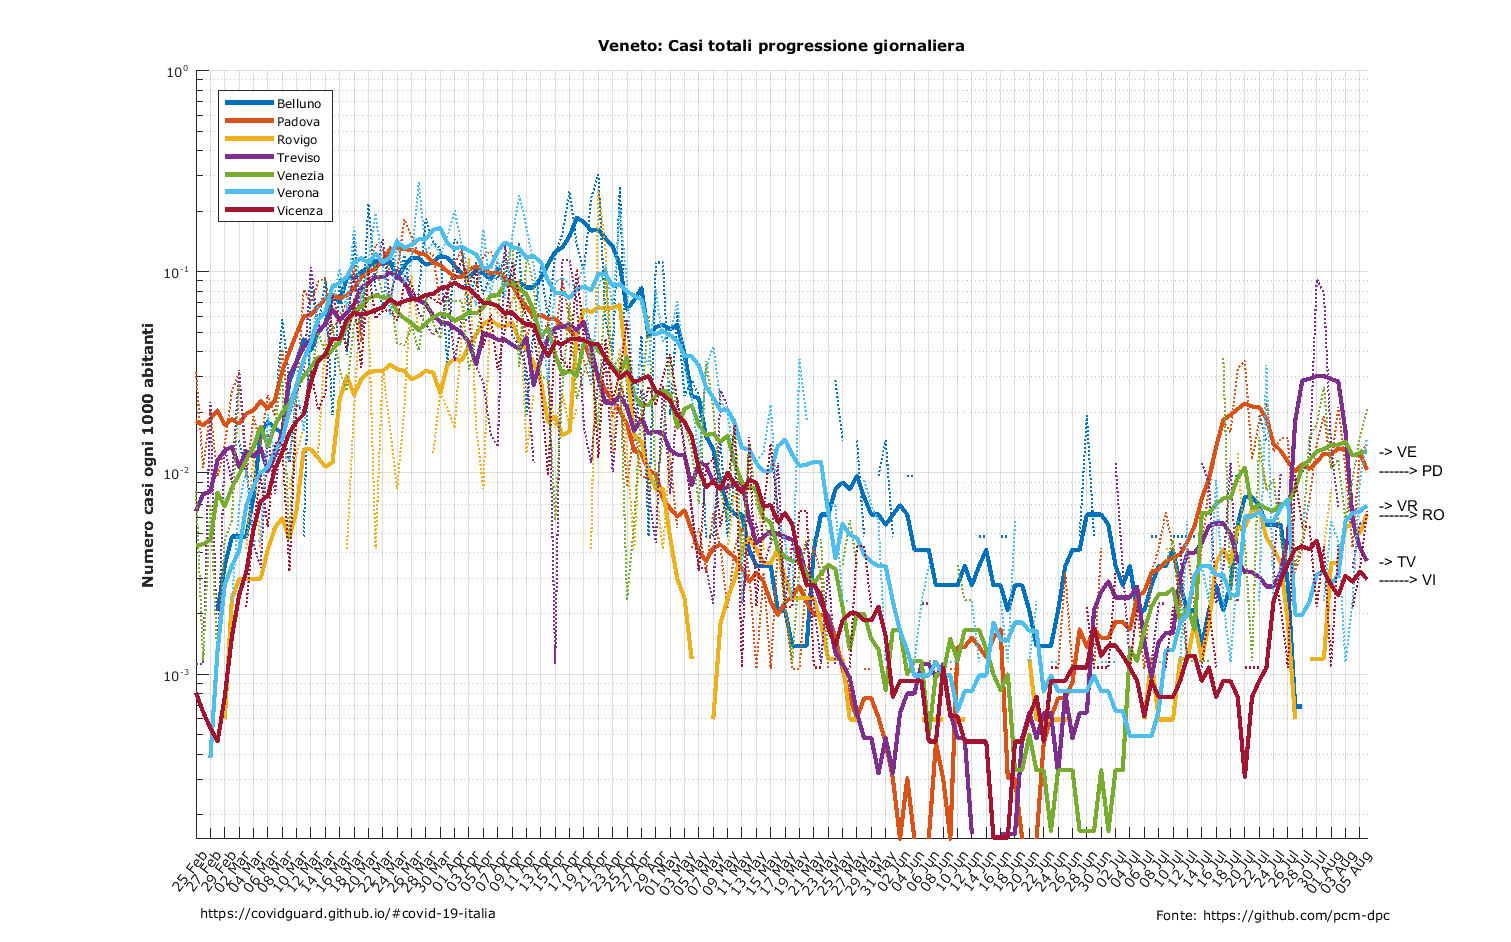 Veneto: Casi totali progressione giornaliera
Numero casi ogni 1000 abitanti
10⁰
10⁻¹
10⁻²
10⁻³
Belluno
Padova
Rovigo
Treviso
Venezia
Verona
Vicenza
-> VE
------> PD
-> VR
------> RO
-> TV
------> VI
25 Feb
27 Feb
29 Feb
02 Mar
04 Mar
06 Mar
08 Mar
10 Mar
12 Mar
14 Mar
16 Mar
18 Mar
20 Mar
22 Mar
24 Mar
26 Mar
28 Mar
30 Mar
01 Apr
03 Apr
05 Apr
07 Apr
09 Apr
11 Apr
13 Apr
15 Apr
17 Apr
19 Apr
21 Apr
23 Apr
25 Apr
27 Apr
29 Apr
01 May
03 May
05 May
07 May
09 May
11 May
13 May
15 May
17 May
19 May
21 May
23 May
25 May
27 May
29 May
31 May
02 Jun
04 Jun
06 Jun
08 Jun
10 Jun
12 Jun
14 Jun
16 Jun
18 Jun
20 Jun
22 Jun
24 Jun
26 Jun
28 Jun
30 Jun
02 Jul
04 Jul
06 Jul
08 Jul
10 Jul
12 Jul
14 Jul
16 Jul
18 Jul
20 Jul
22 Jul
24 Jul
26 Jul
28 Jul
30 Jul
01 Aug
03 Aug
05 Aug
https://covidguard.github.io/#covid-19-italia
Fonte: https://github.com/pcm-dpc